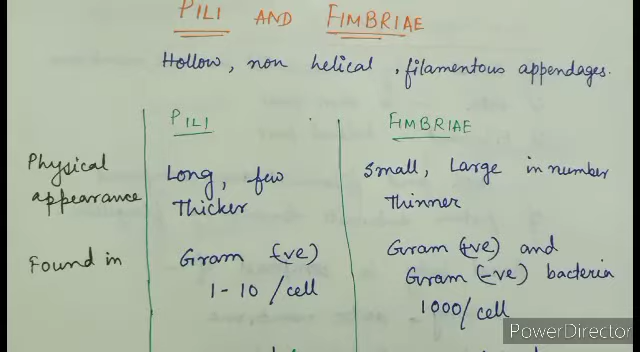 PILI AND FIMBRIAE
Hollow, non helical, filamentous appendages.
PILI
FIMBRIAE
Physical
appearance
Long, few
Thicker
Small, Large in number
thinner
Found in
Gram (-ve)
1-10/cell
Gram (+ve) and
Gram (-ve) bacteria
1000/cell
PowerDirector